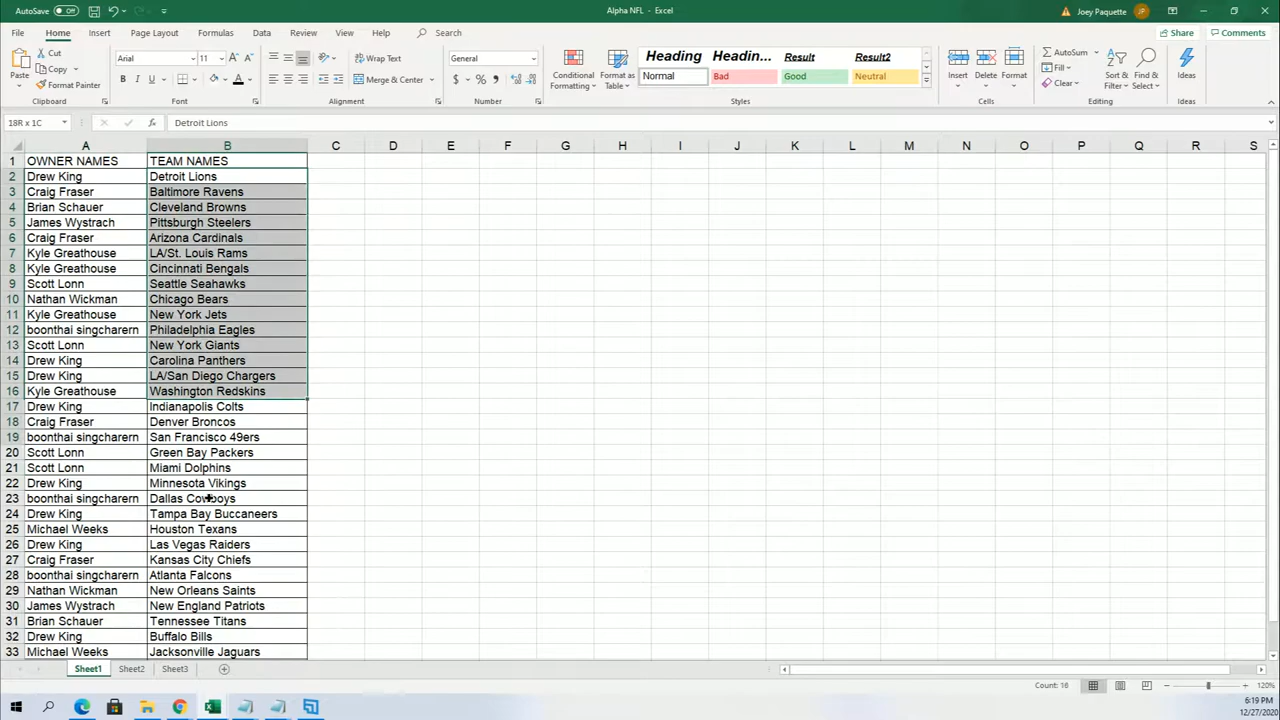 AutoSave Off Alpha NFL - Excel Joey Paquette JP
File Home Insert Page Layout Formulas Data Review View Help Search Share Comments
Paste Cut Copy Format Painter Clipboard
Arial 11 A A B I U A Font
ab Wrap Text Merge & Center Alignment
General $ % 9 Number
Conditional Formatting Format as Table
Heading Headin... Result Result2
Normal Bad Good Neutral Styles
Insert Delete Format Cells
AutoSum Fill Clear Sort & Filter Find & Select Editing
Ideas Ideas
18R x 1C fx Detroit Lions
A B C D E F G H I J K L M N O P Q R S
1 OWNER NAMES TEAM NAMES
2 Drew King Detroit Lions
3 Craig Fraser Baltimore Ravens
4 Brian Schauer Cleveland Browns
5 James Wystrach Pittsburgh Steelers
6 Craig Fraser Arizona Cardinals
7 Kyle Greathouse LA/St. Louis Rams
8 Kyle Greathouse Cincinnati Bengals
9 Scott Lonn Seattle Seahawks
10 Nathan Wickman Chicago Bears
11 Kyle Greathouse New York Jets
12 boonthai singcharern Philadelphia Eagles
13 Scott Lonn New York Giants
14 Drew King Carolina Panthers
15 Drew King LA/San Diego Chargers
16 Kyle Greathouse Washington Redskins
17 Drew King Indianapolis Colts
18 Craig Fraser Denver Broncos
19 boonthai singcharern San Francisco 49ers
20 Scott Lonn Green Bay Packers
21 Scott Lonn Miami Dolphins
22 Drew King Minnesota Vikings
23 boonthai singcharern Dallas Cowboys
24 Drew King Tampa Bay Buccaneers
25 Michael Weeks Houston Texans
26 Drew King Las Vegas Raiders
27 Craig Fraser Kansas City Chiefs
28 boonthai singcharern Atlanta Falcons
29 Nathan Wickman New Orleans Saints
30 James Wystrach New England Patriots
31 Brian Schauer Tennessee Titans
32 Drew King Buffalo Bills
33 Michael Weeks Jacksonville Jaguars
Sheet1 Sheet2 Sheet3
Count: 16 120%
6:19 PM
12/27/2020